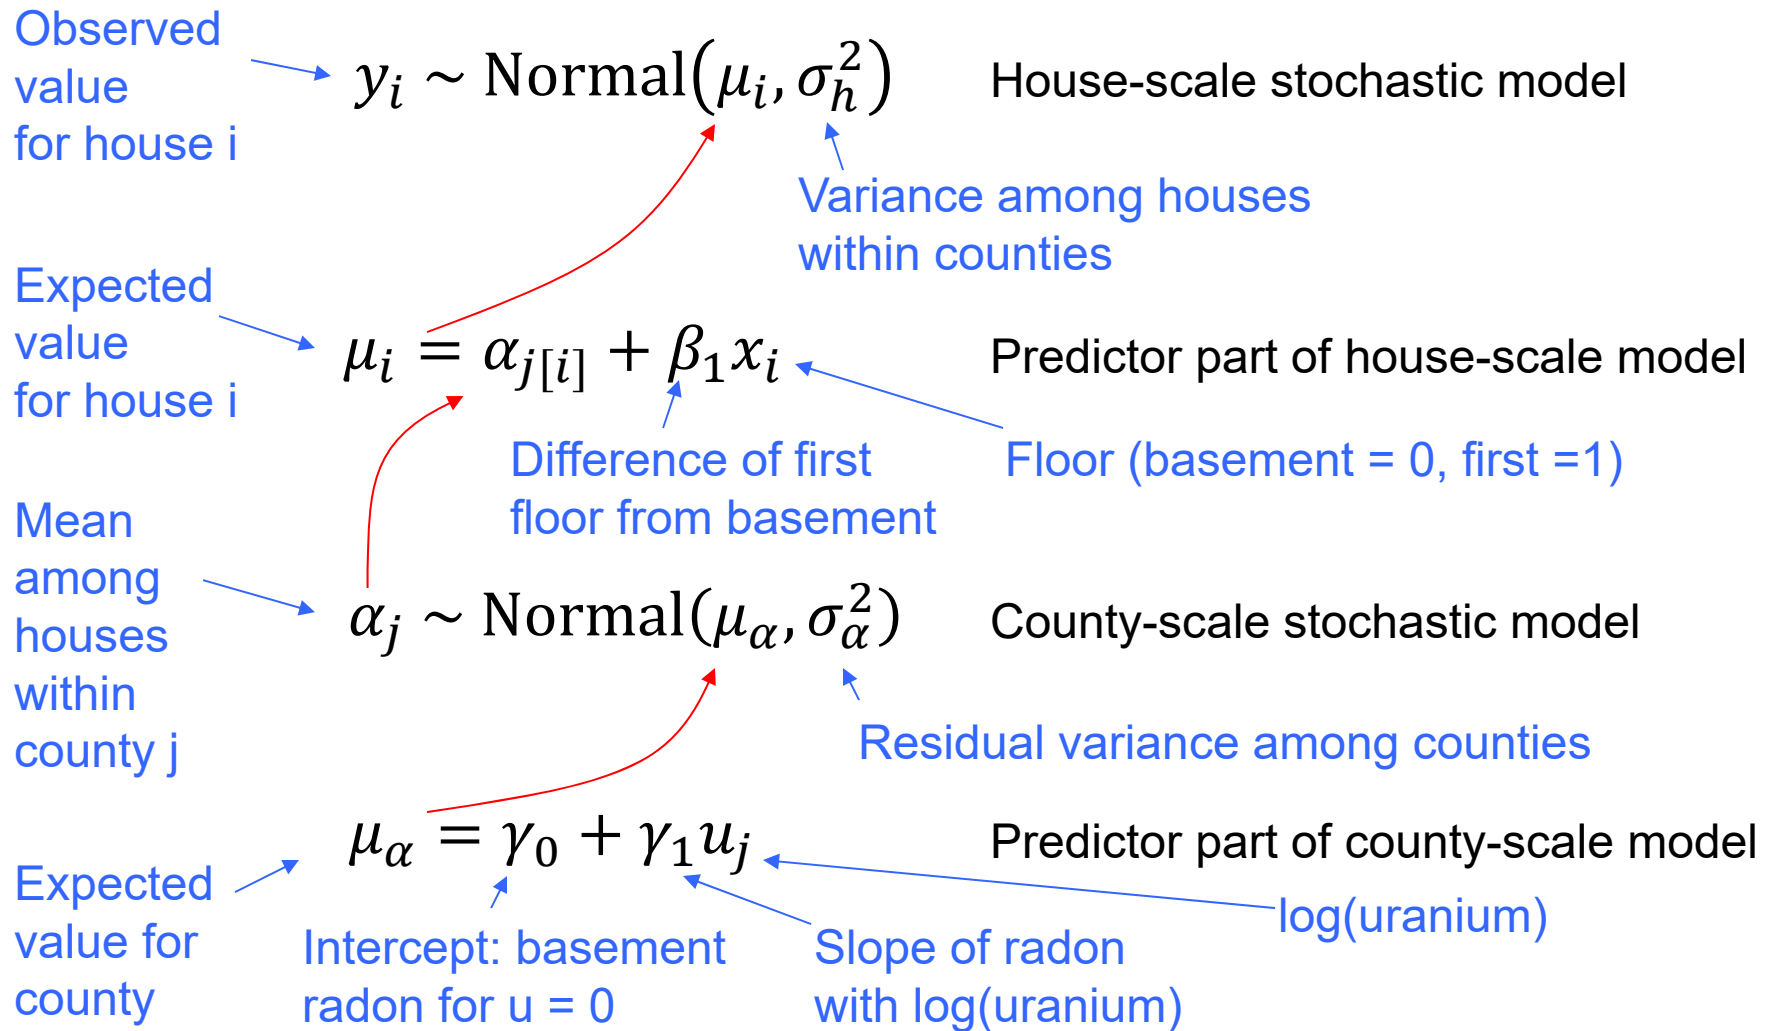 Observed
value
for house i
y_i ~ Normal(μ_i, σ_h^2)
House-scale stochastic model
Variance among houses
within counties
Expected
value
for house i
μ_i = α_{j[i]} + β_1 x_i
Predictor part of house-scale model
Difference of first
floor from basement
Floor (basement = 0, first =1)
Mean
among
houses
within
county j
α_j ~ Normal(μ_α, σ_α^2)
County-scale stochastic model
Residual variance among counties
Expected
value for
county
μ_α = γ_0 + γ_1 u_j
Predictor part of county-scale model
Intercept: basement
radon for u = 0
Slope of radon
with log(uranium)
log(uranium)